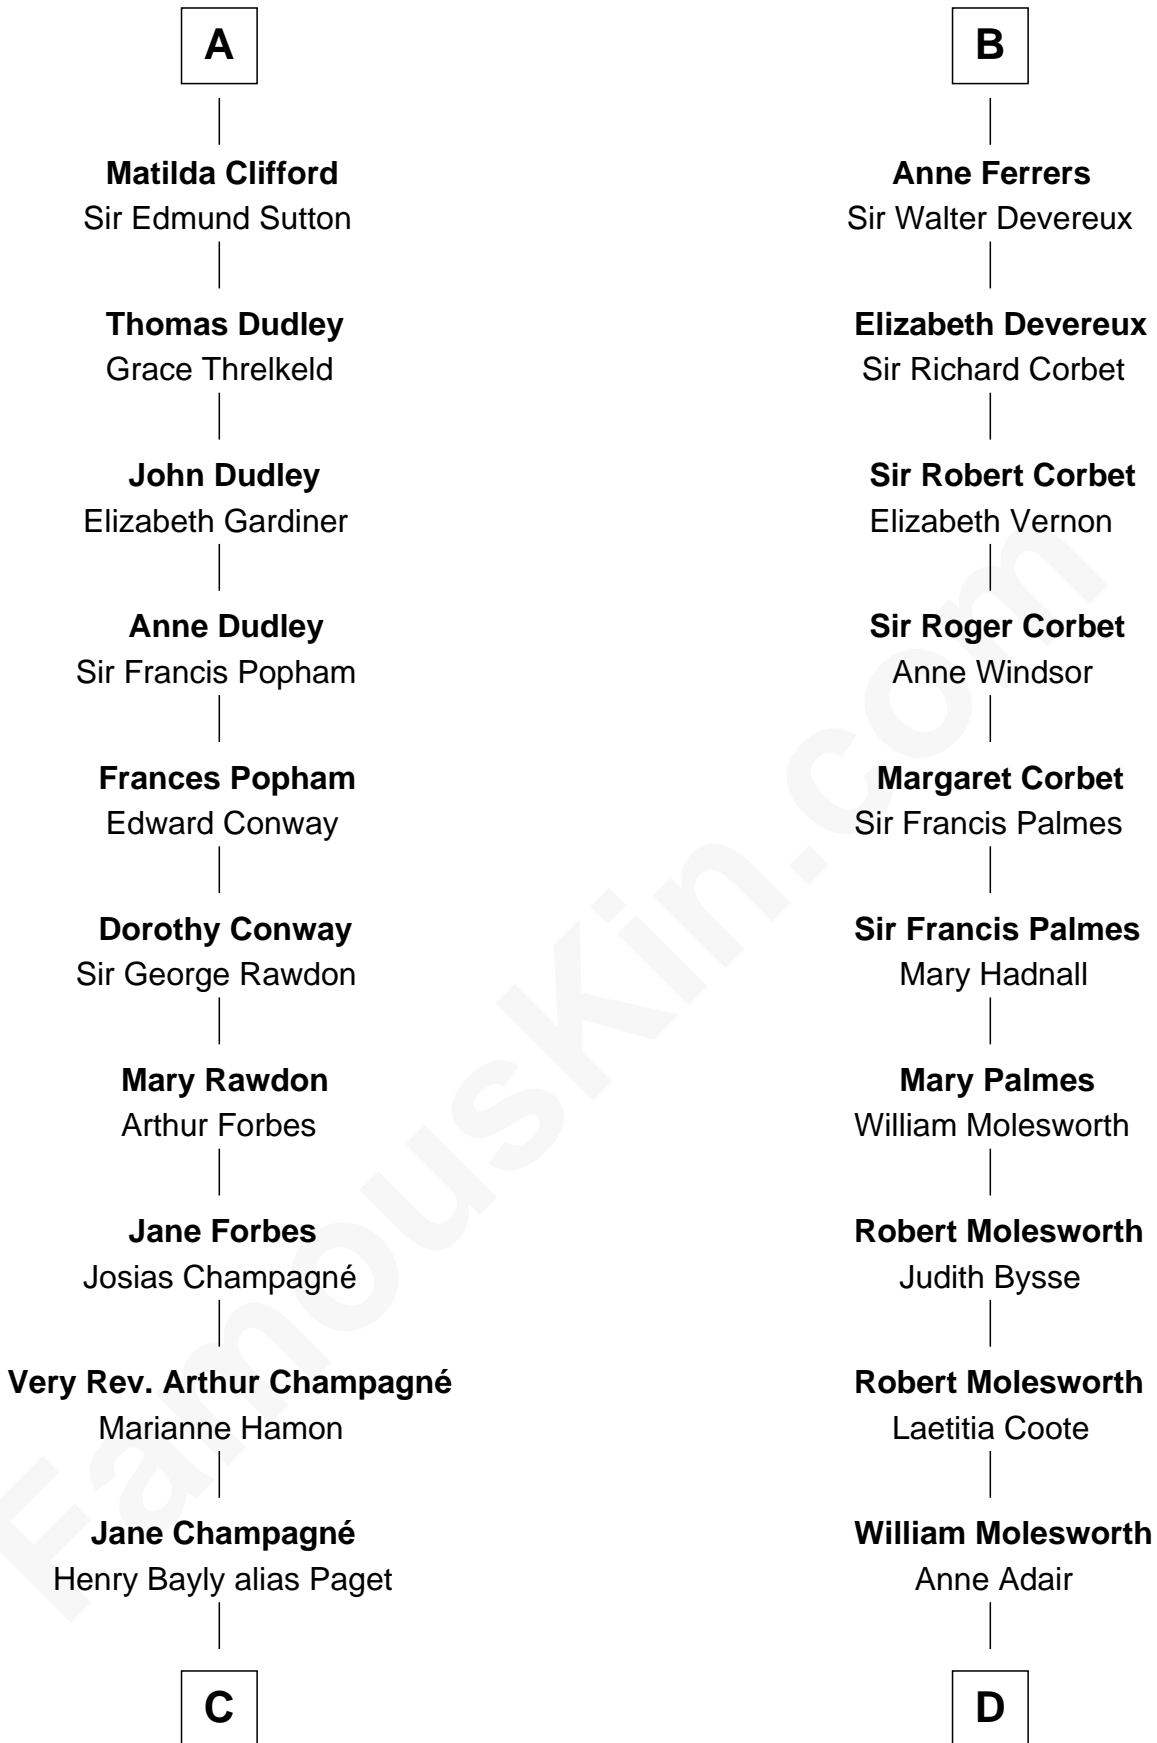 A
Matilda Clifford
Sir Edmund Sutton
Thomas Dudley
Grace Threlkeld
John Dudley
Elizabeth Gardiner
Anne Dudley
Sir Francis Popham
Frances Popham
Edward Conway
Dorothy Conway
Sir George Rawdon
Mary Rawdon
Arthur Forbes
Jane Forbes
Josias Champagné
Very Rev. Arthur Champagné
Marianne Hamon
Jane Champagné
Henry Bayly alias Paget
C
B
Anne Ferrers
Sir Walter Devereux
Elizabeth Devereux
Sir Richard Corbet
Sir Robert Corbet
Elizabeth Vernon
Sir Roger Corbet
Anne Windsor
Margaret Corbet
Sir Francis Palmes
Sir Francis Palmes
Mary Hadnall
Mary Palmes
William Molesworth
Robert Molesworth
Judith Bysse
Robert Molesworth
Laetitia Coote
William Molesworth
Anne Adair
D
FamousKin.com